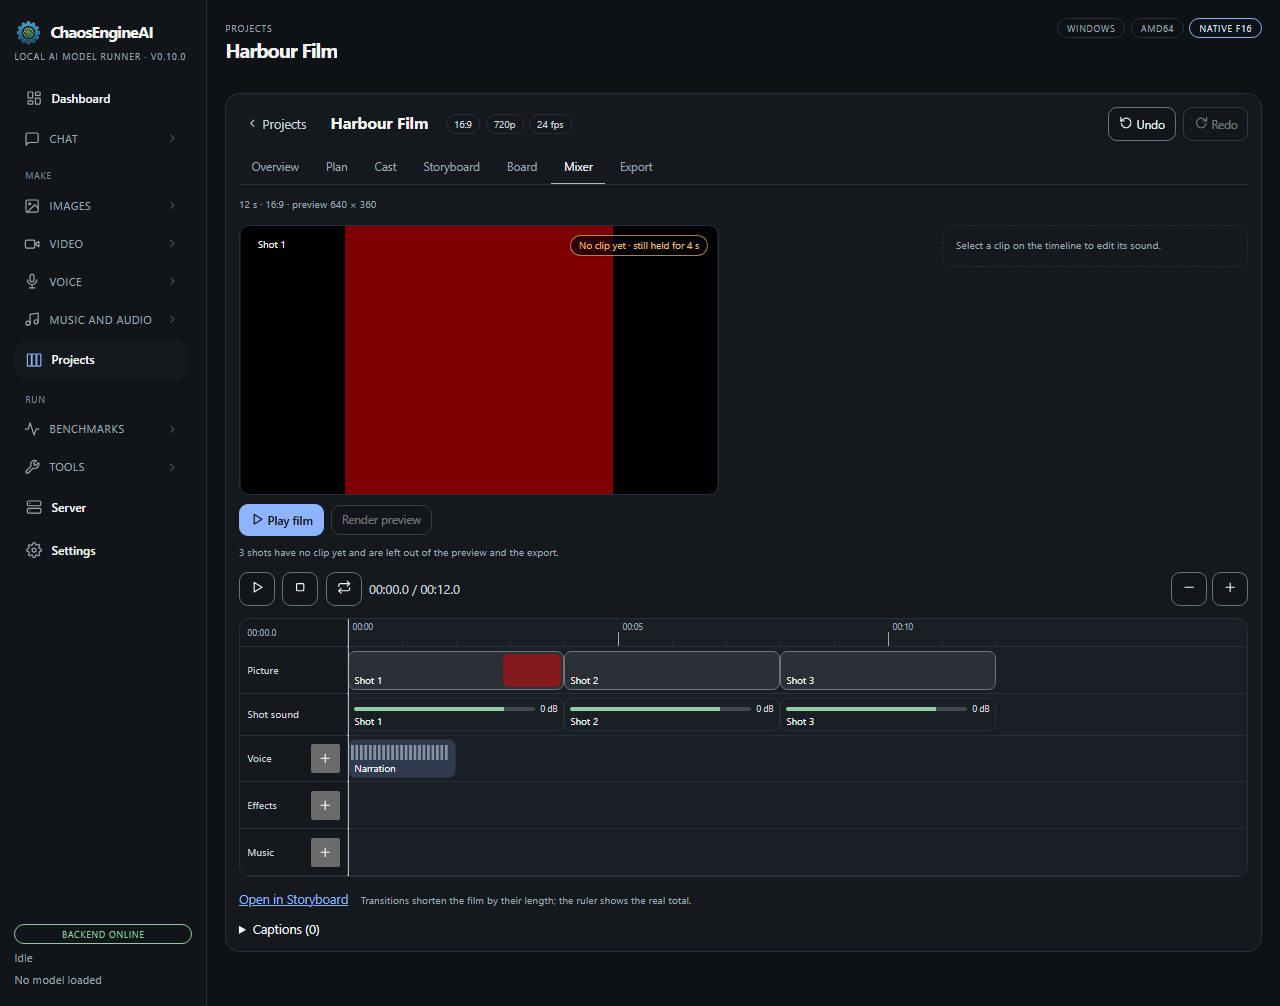 ChaosEngineAI
LOCAL AI MODEL RUNNER · V0.10.0
Dashboard
CHAT
MAKE
IMAGES
VIDEO
VOICE
MUSIC AND AUDIO
Projects
RUN
BENCHMARKS
TOOLS
Server
Settings
BACKEND ONLINE
Idle
No model loaded
PROJECTS
Harbour Film
WINDOWS
AMD64
NATIVE F16
Projects
Harbour Film
16:9
720p
24 fps
Undo
Redo
Overview
Plan
Cast
Storyboard
Board
Mixer
Export
12 s · 16:9 · preview 640 × 360
Shot 1
No clip yet · still held for 4 s
Select a clip on the timeline to edit its sound.
Play film
Render preview
3 shots have no clip yet and are left out of the preview and the export.
00:00.0 / 00:12.0
00:00.0
00:00
00:05
00:10
Picture
Shot 1
Shot 2
Shot 3
Shot sound
0 dB
Shot 1
0 dB
Shot 2
0 dB
Shot 3
Voice
Narration
Effects
Music
Open in Storyboard
Transitions shorten the film by their length; the ruler shows the real total.
Captions (0)